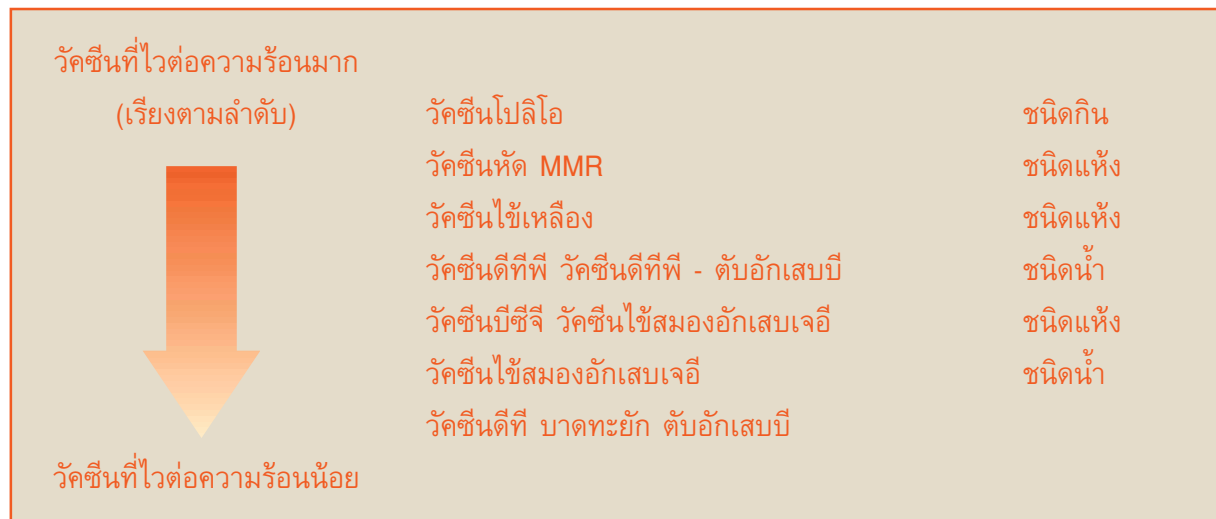 วัคซีนที่ไวต่อความร้อนมาก
(เรียงตามลำดับ) วัคซีนโปลิโอ ชนิดกิน
วัคซีนหัด MMR ชนิดแห้ง
วัคซีนไข้เหลือง ชนิดแห้ง
วัคซีนดีทีพี วัคซีนดีทีพี - ตับอักเสบบี ชนิดน้ำ
วัคซีนบีซีจี วัคซีนไข้สมองอักเสบเจอี ชนิดแห้ง
วัคซีนไข้สมองอักเสบเจอี ชนิดน้ำ
วัคซีนดีที บาดทะยัก ตับอักเสบบี
วัคซีนที่ไวต่อความร้อนน้อย